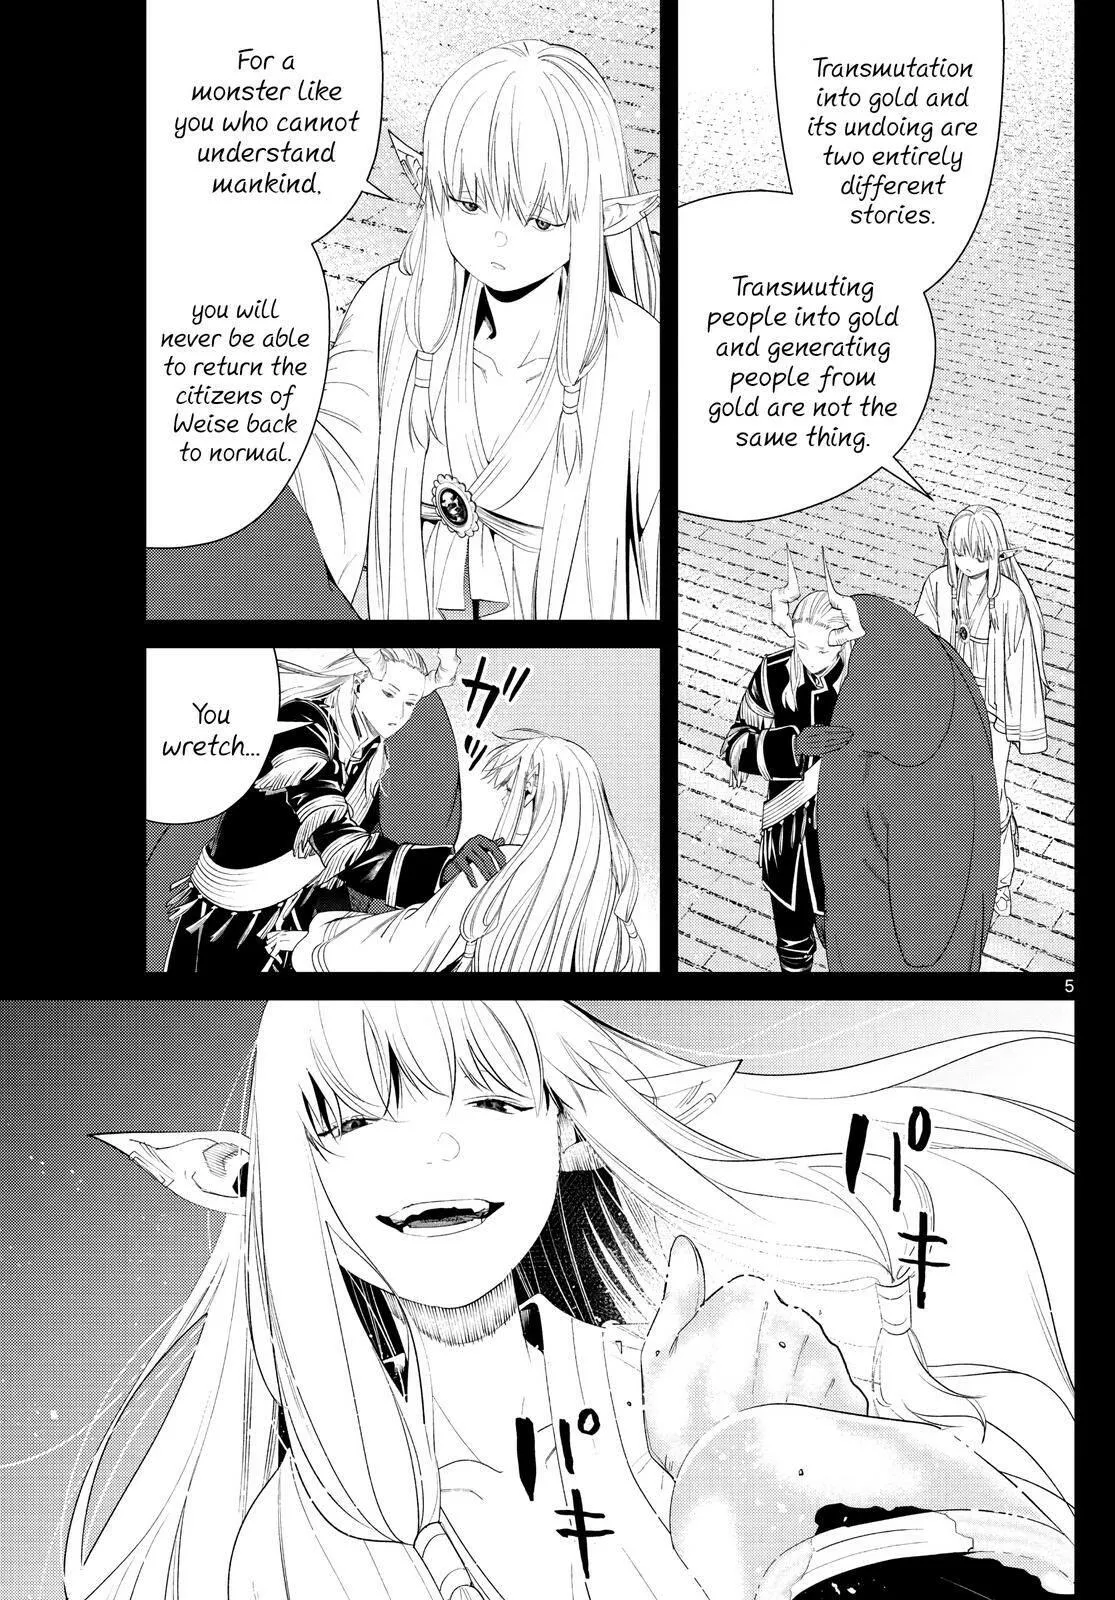 Transmutation
into gold and
its undoing are
two entirely
different
stories.
Transmuting
people into gold
and generating
people from
gold are not the
same thing.
For a
monster like
you who cannot
understand
mankind,
you will
never be able
to return the
citizens of
Weise back
to normal.
You
wretch...
ガッ
5
パキ
パキ